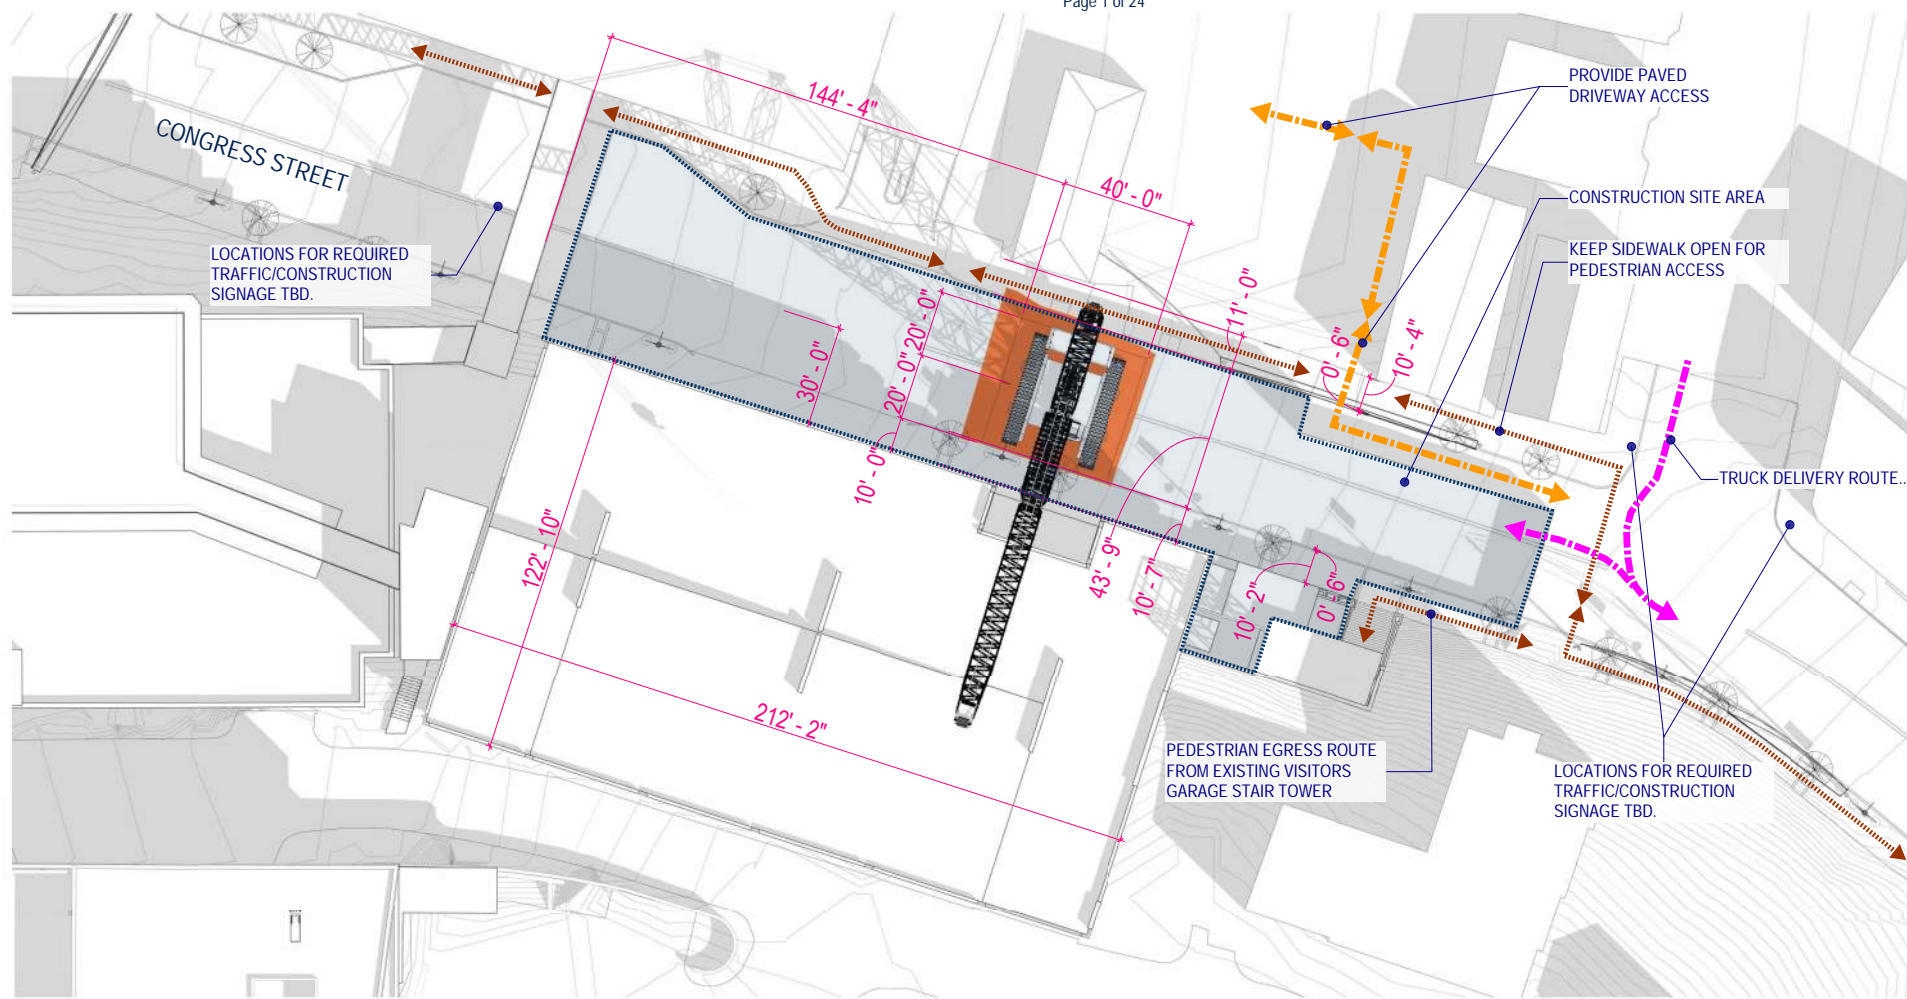 Page 1 of 24
PROVIDE PAVED
DRIVEWAY ACCESS
144' - 4"
CONGRESS STREET
40' - 0"
CONSTRUCTION SITE AREA
LOCATIONS FOR REQUIRED
TRAFFIC/CONSTRUCTION
SIGNAGE TBD.
KEEP SIDEWALK OPEN FOR
PEDESTRIAN ACCESS
11' - 0"
20' - 0"
30' - 0"
20' - 0"
0' - 6"
10' - 4"
10' - 0"
TRUCK DELIVERY ROUTE..
122' - 10"
43' - 9"
10' - 7"
10' - 2"
0' - 6"
212' - 2"
PEDESTRIAN EGRESS ROUTE
FROM EXISTING VISITORS
GARAGE STAIR TOWER
LOCATIONS FOR REQUIRED
TRAFFIC/CONSTRUCTION
SIGNAGE TBD.